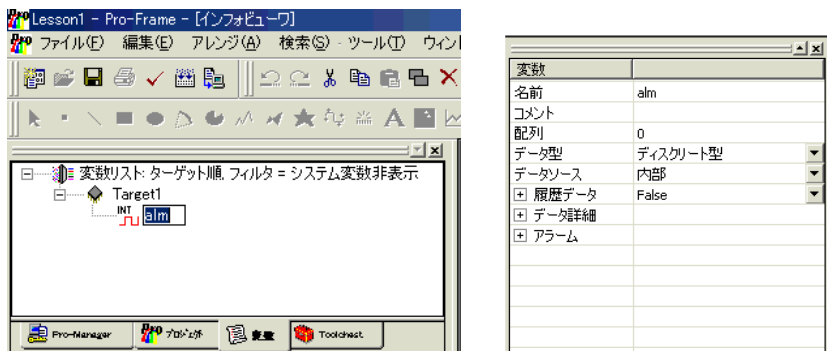 Lesson1 - Pro-Frame - [インフォビューワ]
ファイル(F) 編集(E) アレンジ(A) 検索(S) ツール(T) ウィン
変数リスト: ターゲット順, フィルタ = システム変数非表示
Target1
INT alm
Pro-Manager プロジェクト 変数 Toolchest
変数
名前 alm
コメント
配列 0
データ型 ディスクリート型
データソース 内部
履歴データ False
データ詳細
アラーム